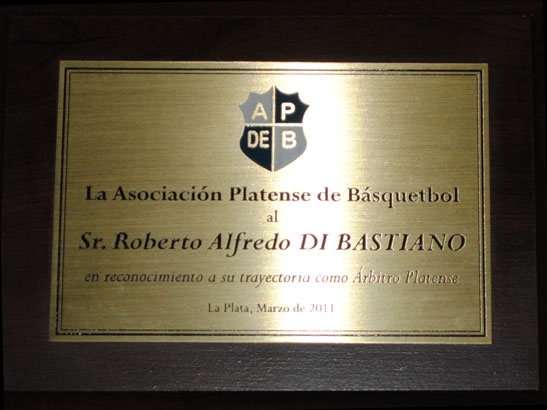 A P
DE B
La Asociación Platense de Básquetbol
al
Sr. Roberto Alfredo DI BASTIANO
en reconocimiento a su trayectoria como Árbitro Platense
La Plata, Marzo de 2011